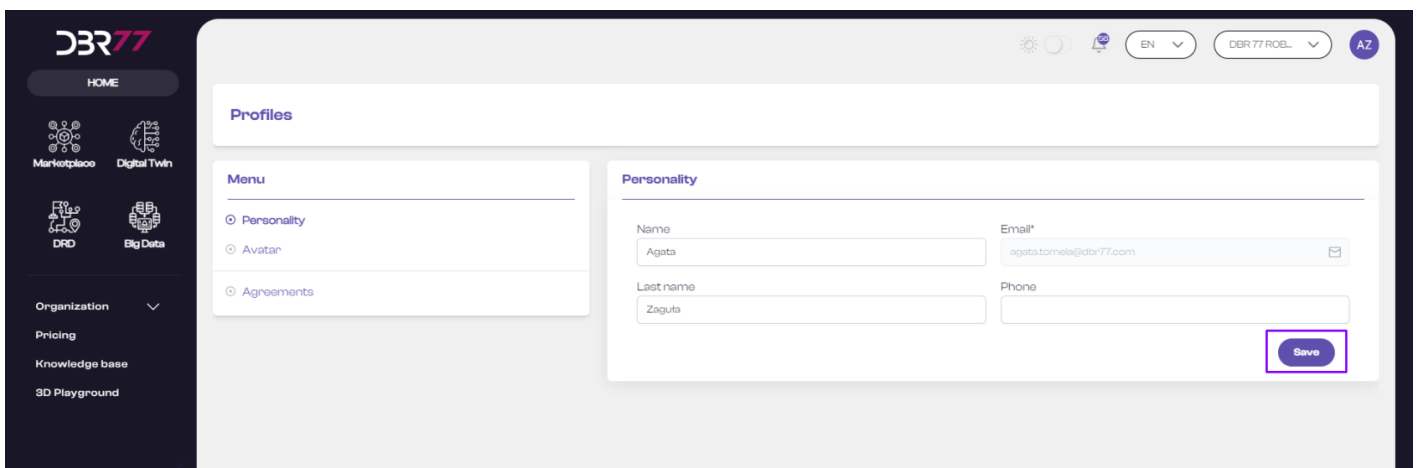 DBR77
EN
DBR 77 ROB...
AZ
HOME
Marketplace
Digital Twin
DRD
Big Data
Organization
Pricing
Knowledge base
3D Playground
Profiles
Menu
Personality
Avatar
Agreements
Personality
Name
Agata
Email*
agata.tomela@dbr77.com
Last name
Zaguła
Phone
Save